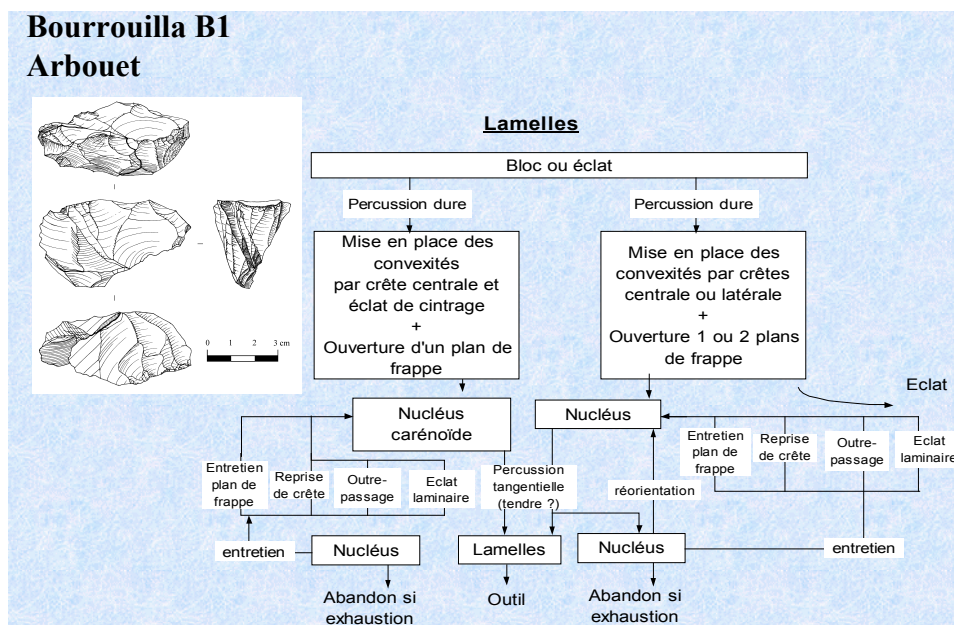 Bourrouilla B1
Arbouet
Lamelles
Bloc ou éclat
Percussion dure
Percussion dure
Mise en place des
convexités
par crête centrale et
éclat de cintrage
+
Ouverture d'un plan de
frappe
Mise en place des
convexités par crêtes
centrale ou latérale
+
Ouverture 1 ou 2 plans
de frappe
0 1 2 3 cm
Eclat
Nucléus
carénoïde
Nucléus
Entretien
plan de
frappe
Reprise
de crête
Outre-
passage
Eclat
laminaire
Percussion
tangentielle
(tendre ?)
réorientation
Entretien
plan de
frappe
Reprise
de crête
Outre-
passage
Eclat
laminaire
entretien
Nucléus
Lamelles
Nucléus
entretien
Abandon si
exhaustion
Outil
Abandon si
exhaustion